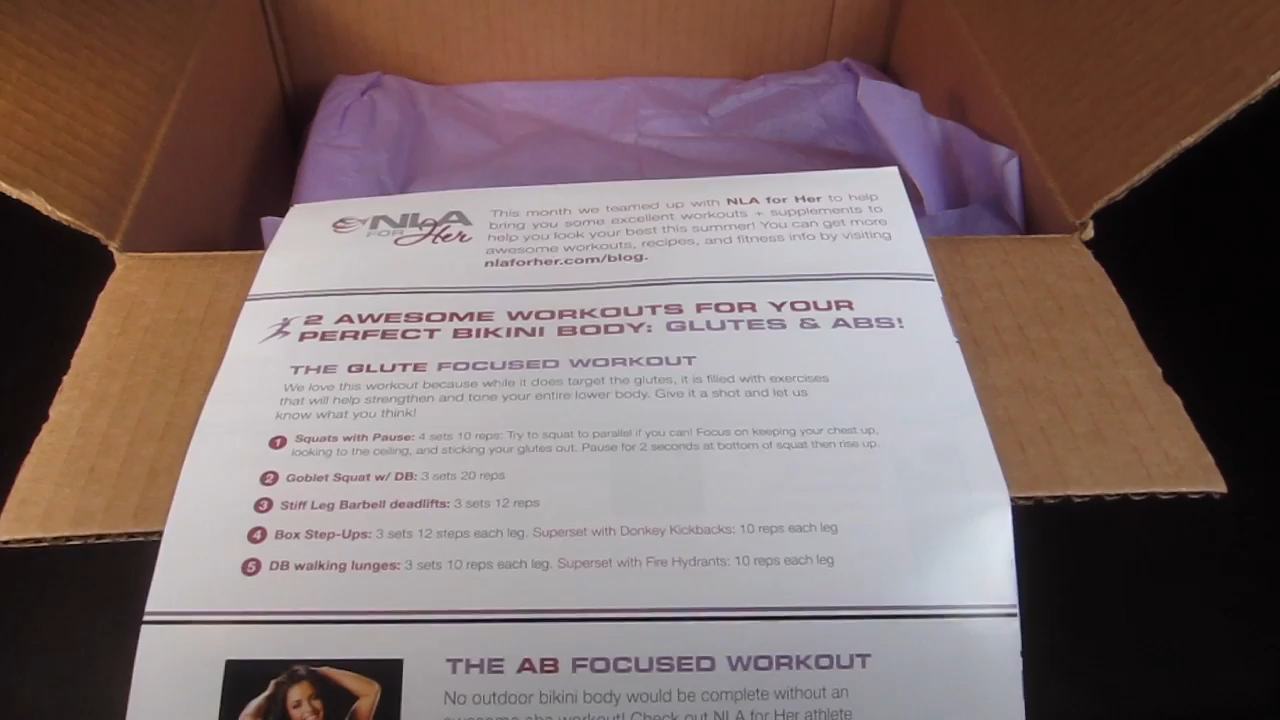 NLA
FOR Her
This month we teamed up with NLA for Her to help
bring you some excellent workouts + supplements to
help you look your best this summer! You can get more
awesome workouts, recipes, and fitness info by visiting
nlaforher.com/blog.
2 AWESOME WORKOUTS FOR YOUR
PERFECT BIKINI BODY: GLUTES & ABS!
THE GLUTE FOCUSED WORKOUT
We love this workout because while it does target the glutes, it is filled with exercises
that will help strengthen and tone your entire lower body. Give it a shot and let us
know what you think!
1 Squats with Pause: 4 sets 10 reps: Try to squat to parallel if you can! Focus on keeping your chest up,
looking to the ceiling, and sticking your glutes out. Pause for 2 seconds at bottom of squat then rise up.
2 Goblet Squat w/ DB: 3 sets 20 reps
3 Stiff Leg Barbell deadlifts: 3 sets 12 reps
4 Box Step-Ups: 3 sets 12 steps each leg. Superset with Donkey Kickbacks: 10 reps each leg
5 DB walking lunges: 3 sets 10 reps each leg. Superset with Fire Hydrants: 10 reps each leg
THE AB FOCUSED WORKOUT
No outdoor bikini body would be complete without an
awesome abs workout! Check out NLA for Her athlete